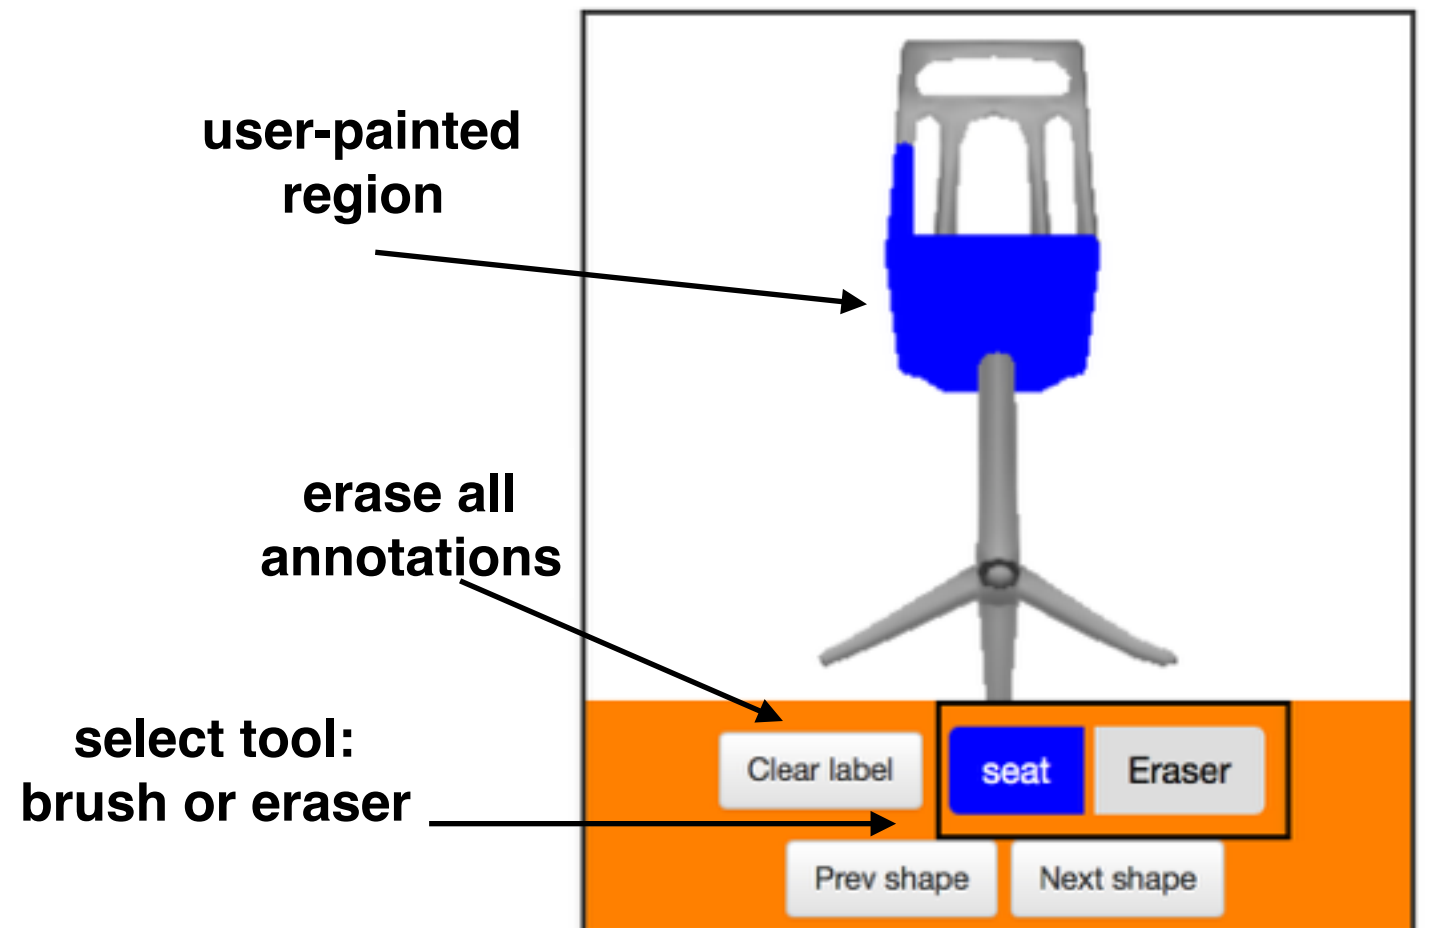 user-painted
region
erase all
annotations
select tool:
brush or eraser
Clear label
seat
Eraser
Prev shape
Next shape